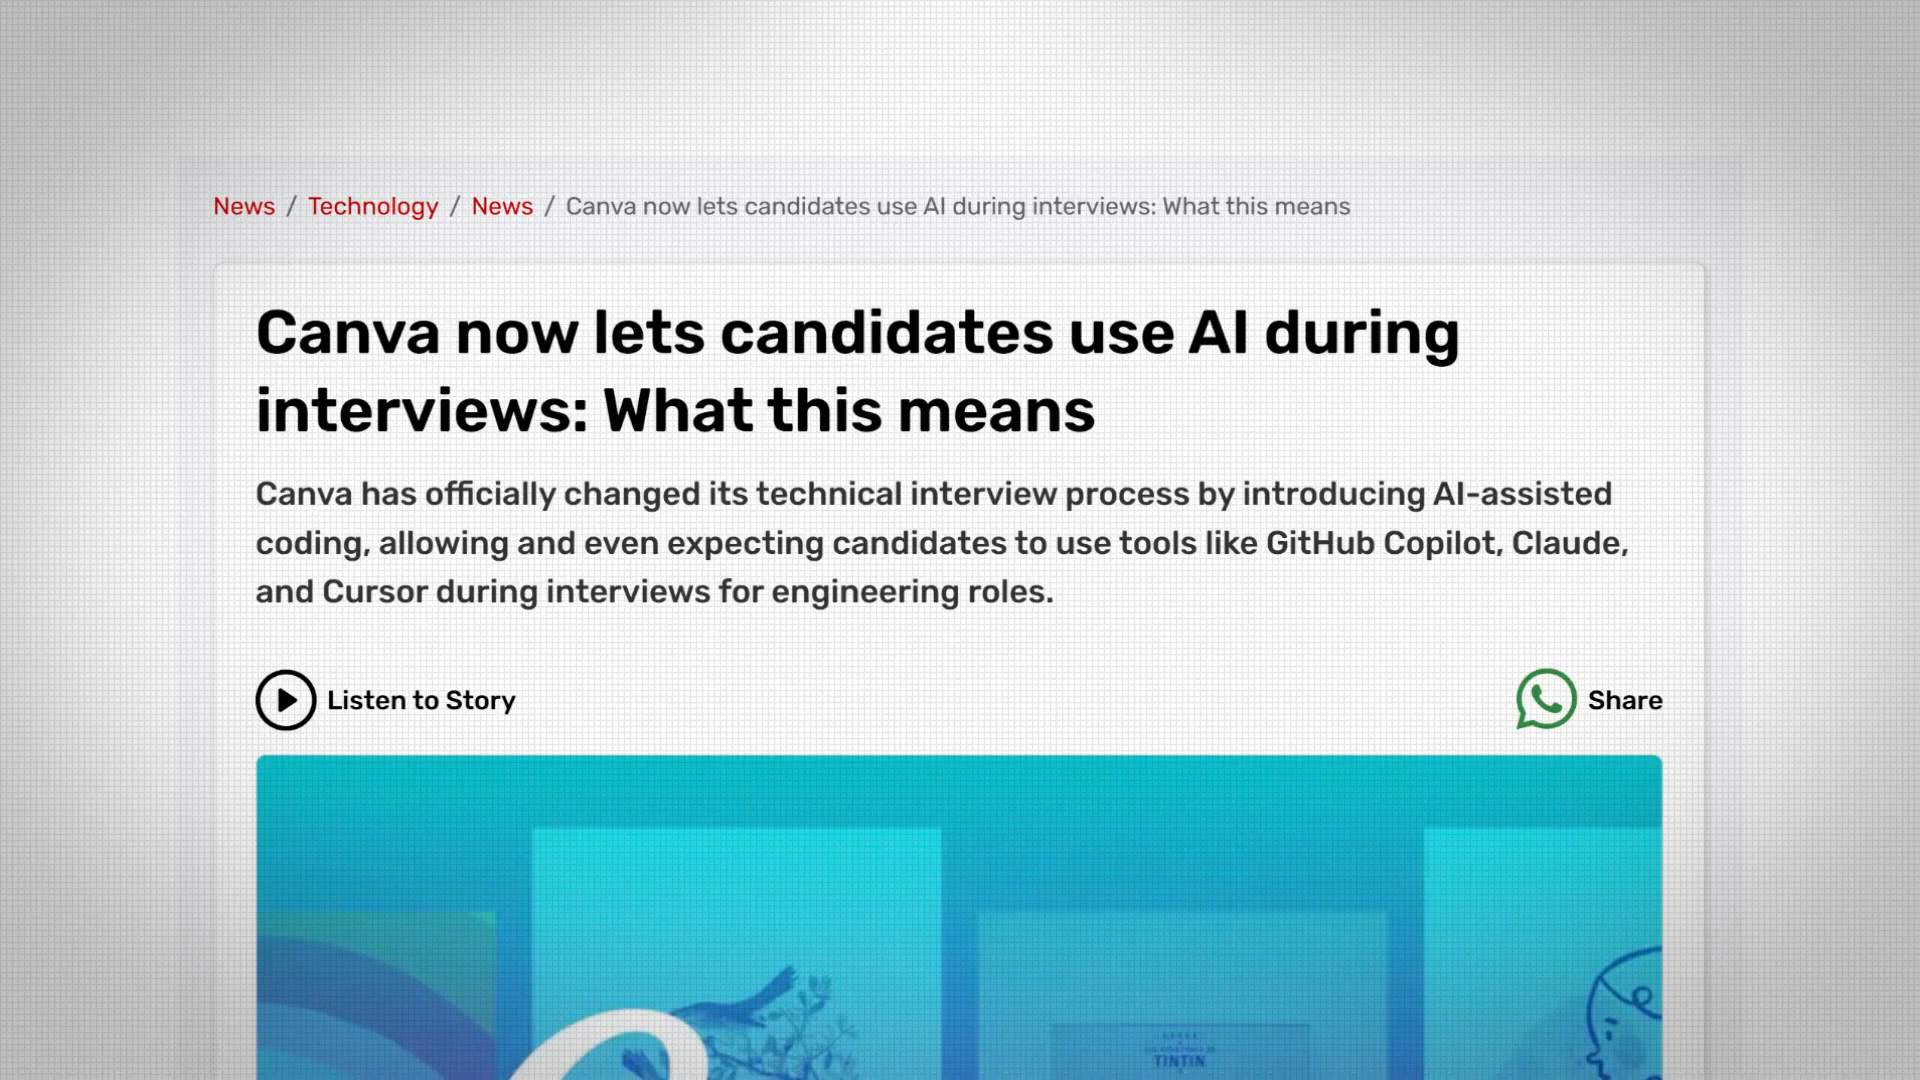 News / Technology / News / Canva now lets candidates use AI during interviews: What this means
Canva now lets candidates use AI during
interviews: What this means
Canva has officially changed its technical interview process by introducing AI-assisted
coding, allowing and even expecting candidates to use tools like GitHub Copilot, Claude,
and Cursor during interviews for engineering roles.
Listen to Story
Share
TINTIN